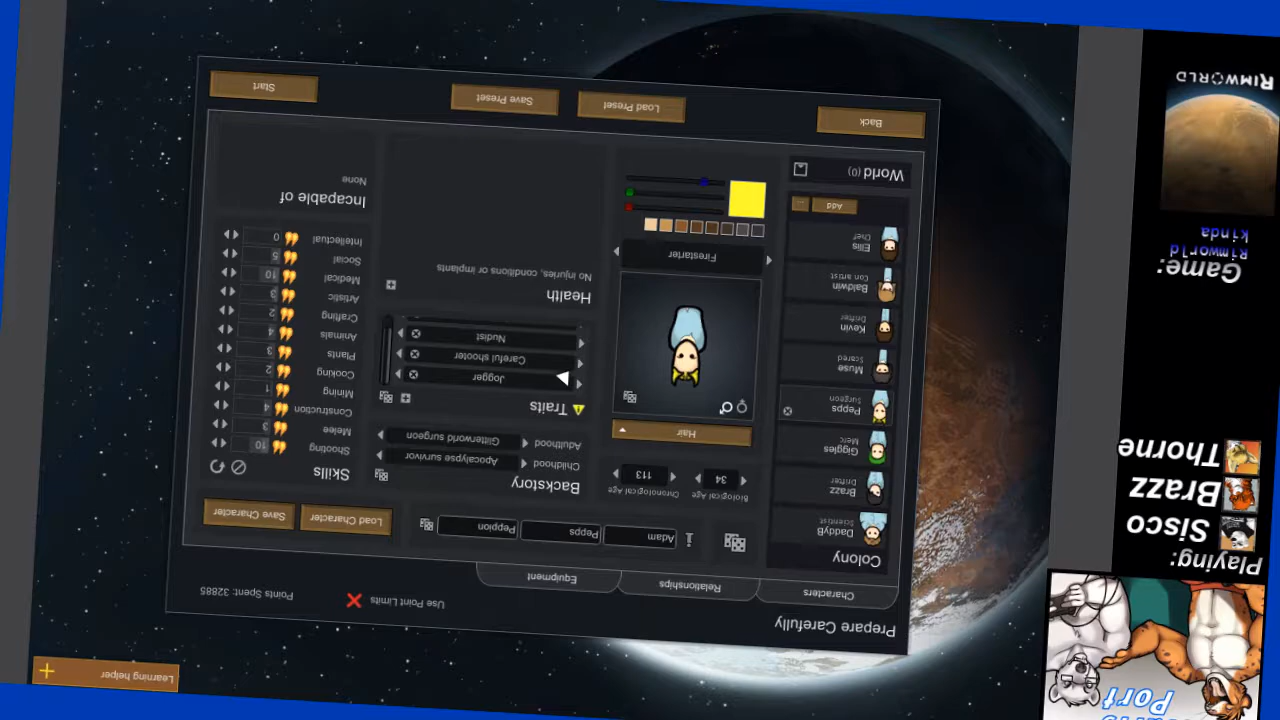 Learning helper
Prepare Carefully
Use Point Limits
Points Spent: 32885
Characters
Relationships
Equipment
Colony
DaddyB
Scientist
Brazz
Drifter
Giggles
Merc
Pepps
Surgeon
Muse
Scared
Kevin
Drifter
Baldwin
Con artist
Ellis
Chef
Add
World (0)
Adam
Pepps
Peppion
Load Character
Save Character
Biological Age
Chronological Age
34
113
Hair
Firestarter
Backstory
Childhood
Apocalypse survivor
Adulthood
Glitterworld surgeon
Traits
Jogger
Careful shooter
Nudist
Health
No injuries, conditions or implants
Skills
Shooting 10
Melee 3
Construction 4
Mining 1
Cooking 2
Plants 3
Animals 4
Crafting 2
Artistic 3
Medical 10
Social 5
Intellectual 0
Incapable of
None
Back
Load Preset
Save Preset
Start
Port
Playing:
Sisco
Brazz
Thorne
Game:
Rimworld
kinda
RIMWORLD